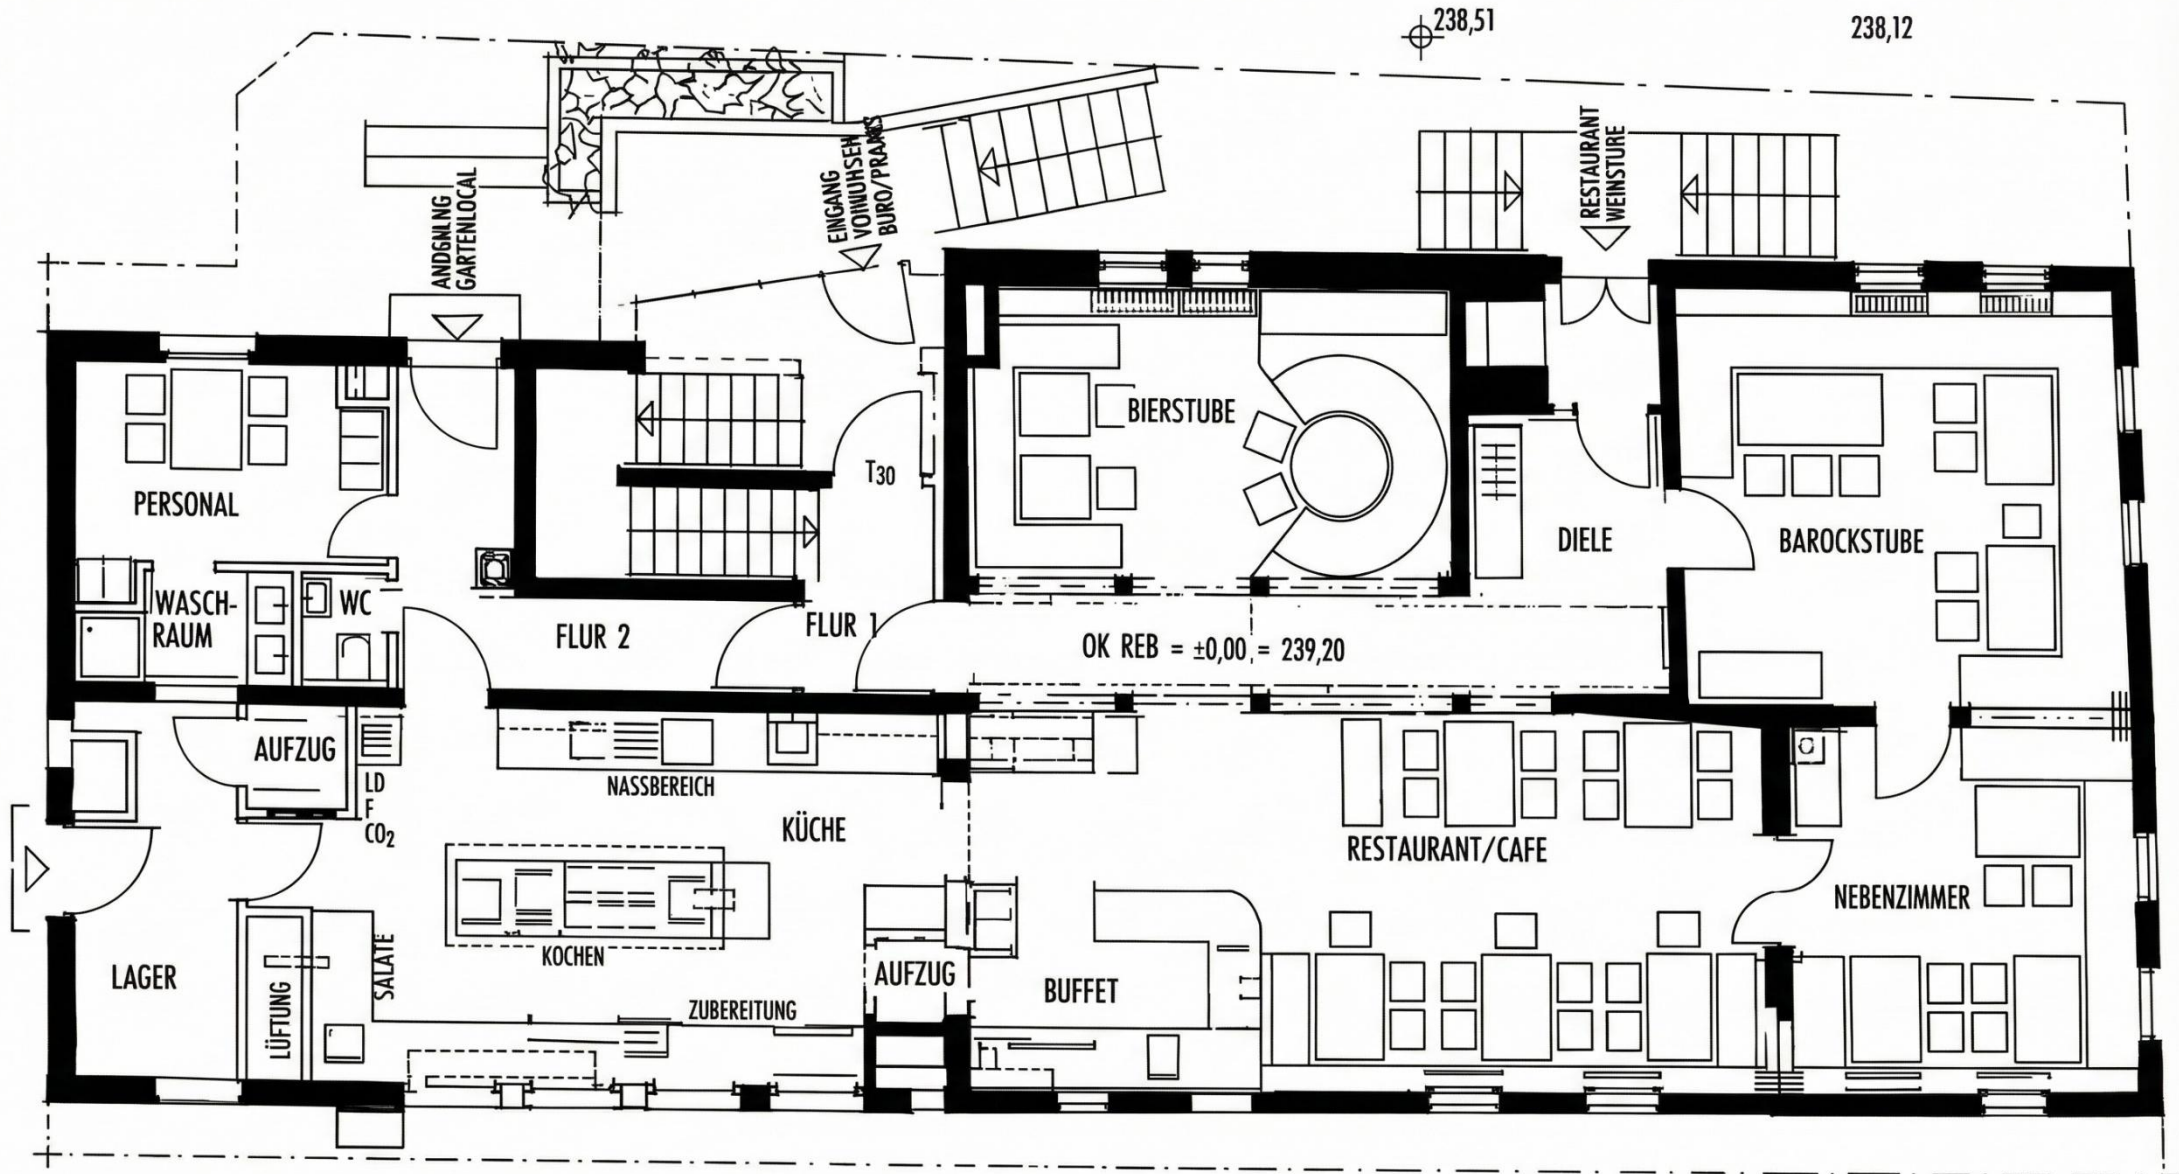 238,51
238,12
RESTAURANT
WEINSTURE
ANDGNLNG
GARTENLOCAL
EINGANG
BURO/PRAXIS
BIERSTUBE
T30
PERSONAL
DIELE
BAROCKSTUBE
WASCH-
RAUM
WC
FLUR 2
FLUR 1
OK REB = ±0,00 = 239,20
AUFZUG
LD
F
CO2
NASSBEREICH
KÜCHE
RESTAURANT/CAFE
NEBENZIMMER
KOCHEN
SALATE
LAGER
LÜFTUNG
AUFZUG
BUFFET
ZUBEREITUNG